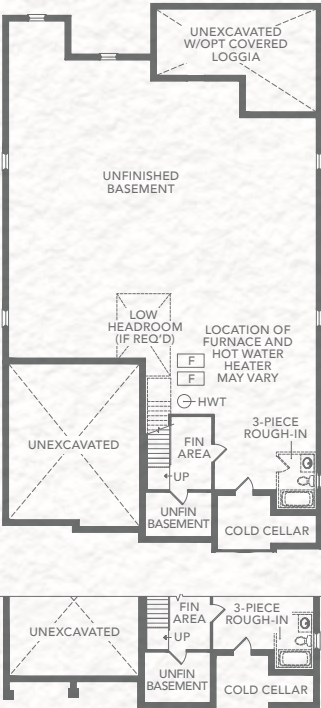 UNEXCAVATED
W/OPT COVERED
LOGGIA
UNFINISHED
BASEMENT
LOW
HEADROOM
(IF REQ'D)
LOCATION OF
FURNACE AND
HOT WATER
HEATER
MAY VARY
F
F
HWT
3-PIECE
ROUGH-IN
UNEXCAVATED
FIN
AREA
UP
UNFIN
BASEMENT
COLD CELLAR
FIN
AREA
3-PIECE
ROUGH-IN
UNEXCAVATED
UP
UNFIN
BASEMENT
COLD CELLAR